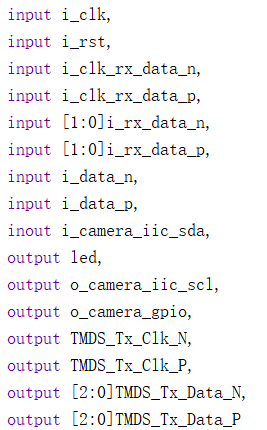 input i_clk,
input i_rst,
input i_clk_rx_data_n,
input i_clk_rx_data_p,
input [1:0]i_rx_data_n,
input [1:0]i_rx_data_p,
input i_data_n,
input i_data_p,
inout i_camera_iic_sda,
output led,
output o_camera_iic_scl,
output o_camera_gpio,
output TMDS_Tx_Clk_N,
output TMDS_Tx_Clk_P,
output [2:0]TMDS_Tx_Data_N,
output [2:0]TMDS_Tx_Data_P